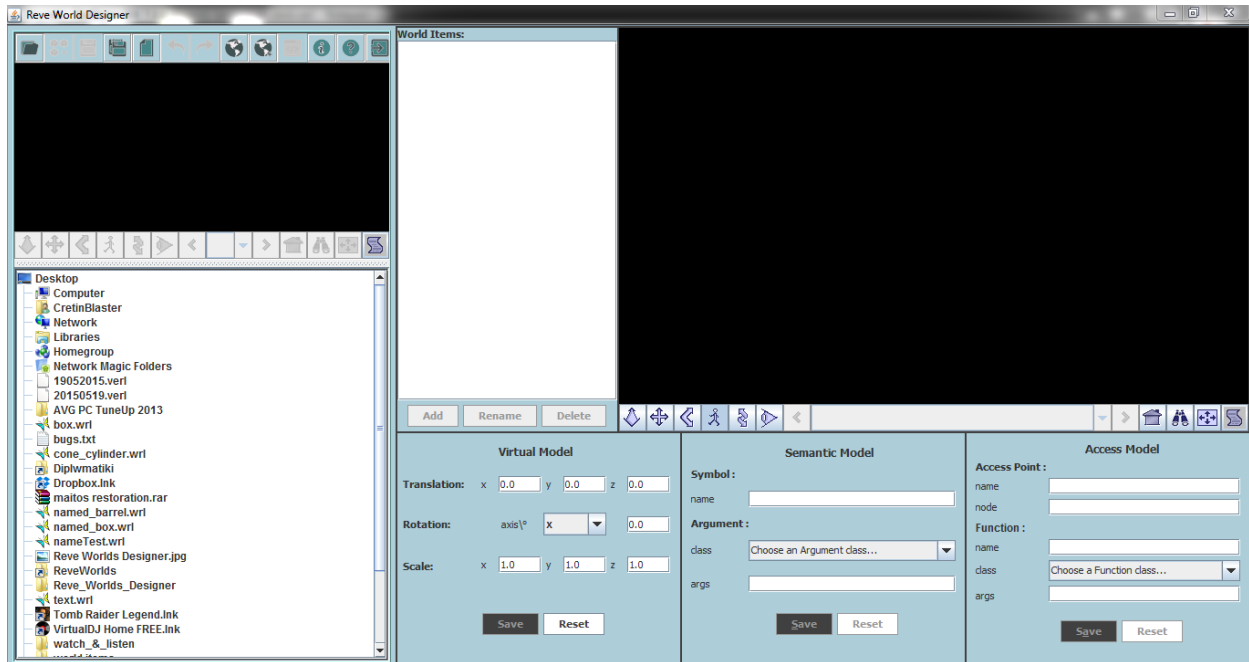 Reve World Designer
World Items:
Desktop
Computer
CretinBlaster
Network
Libraries
Homegroup
Network Magic Folders
19052015.verl
20150519.verl
AVG PC TuneUp 2013
box.wrl
bugs.txt
cone_cylinder.wrl
Diplwmatiki
Dropbox.lnk
maitos restoration.rar
named_barrel.wrl
named_box.wrl
nameTest.wrl
Reve Worlds Designer.jpg
ReveWorlds
Reve_Worlds_Designer
text.wrl
Tomb Raider Legend.lnk
VirtualDJ Home FREE.lnk
watch_&_listen
Add Rename Delete
Virtual Model
Translation: x 0.0 y 0.0 z 0.0
Rotation: axis\° x 0.0
Scale: x 1.0 y 1.0 z 1.0
Save Reset
Semantic Model
Symbol :
name
Argument :
class Choose an Argument class...
args
Save Reset
Access Model
Access Point :
name
node
Function :
name
class Choose a Function class...
args
Save Reset